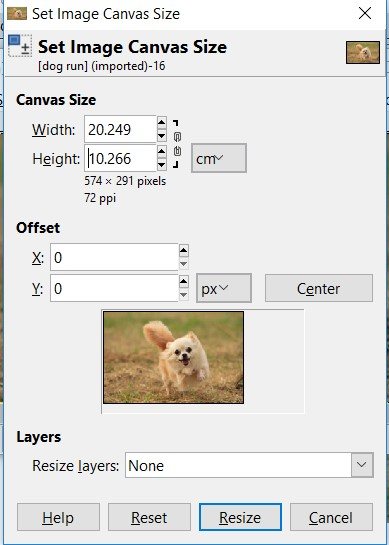 Set Image Canvas Size
Set Image Canvas Size
[dog run] (imported)-16
Canvas Size
Width: 20.249
Height: 10.266 cm
574 × 291 pixels
72 ppi
Offset
X: 0
Y: 0 px Center
Layers
Resize layers: None
Help Reset Resize Cancel